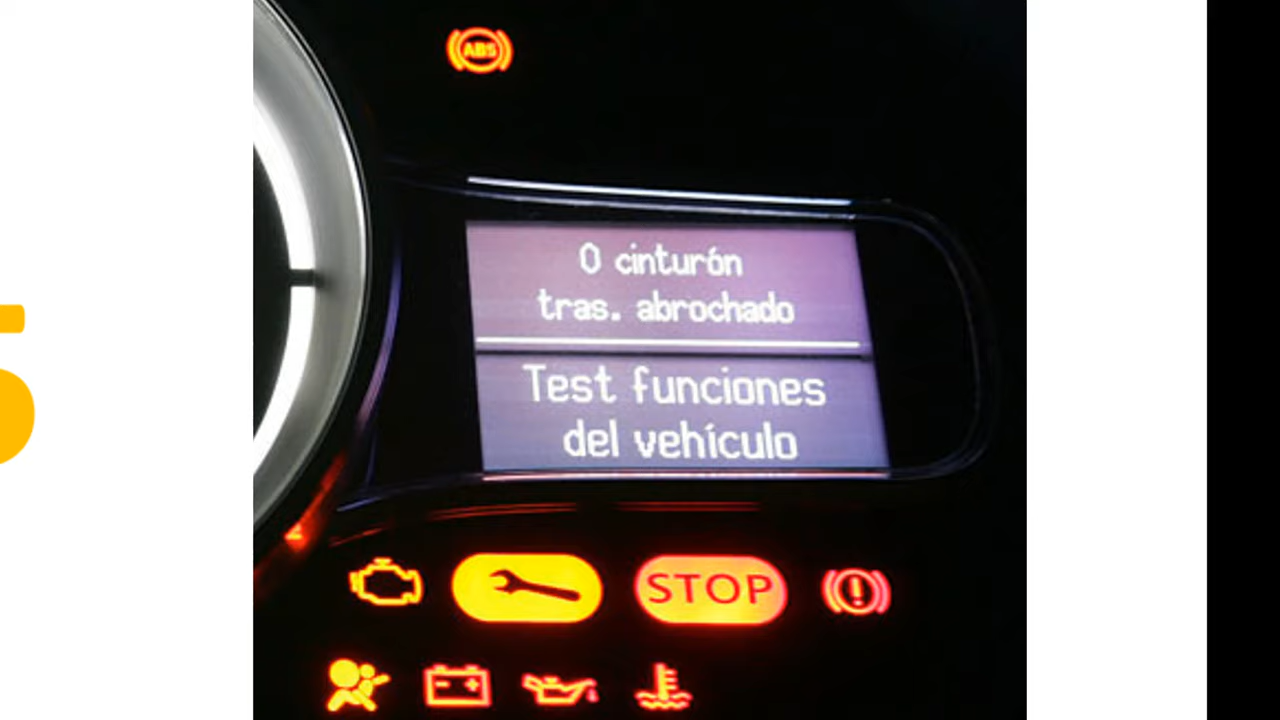 ABS
0 cinturón
tras. abrochado
Test funciones
del vehículo
STOP